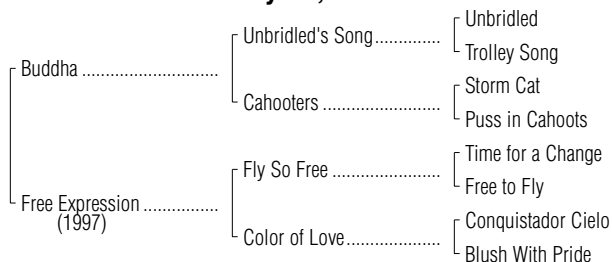 Unbridled
Unbridled's Song..............
Trolley Song
Buddha .............................
Storm Cat
Cahooters .........................
Puss in Cahoots
Time for a Change
Fly So Free .......................
Free to Fly
Free Expression ................
(1997)
Conquistador Cielo
Color of Love....................
Blush With Pride